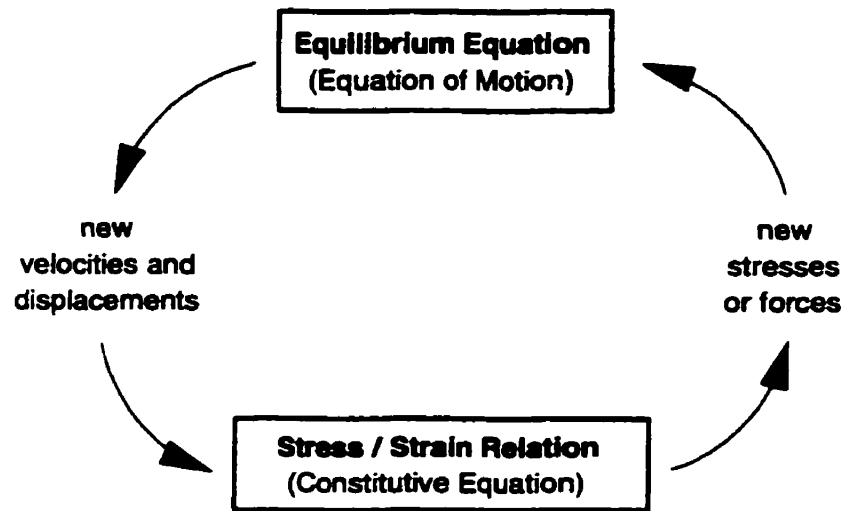 Equilibrium Equation
(Equation of Motion)
new
velocities and
displacements
new
stresses
or forces
Stress / Strain Relation
(Constitutive Equation)